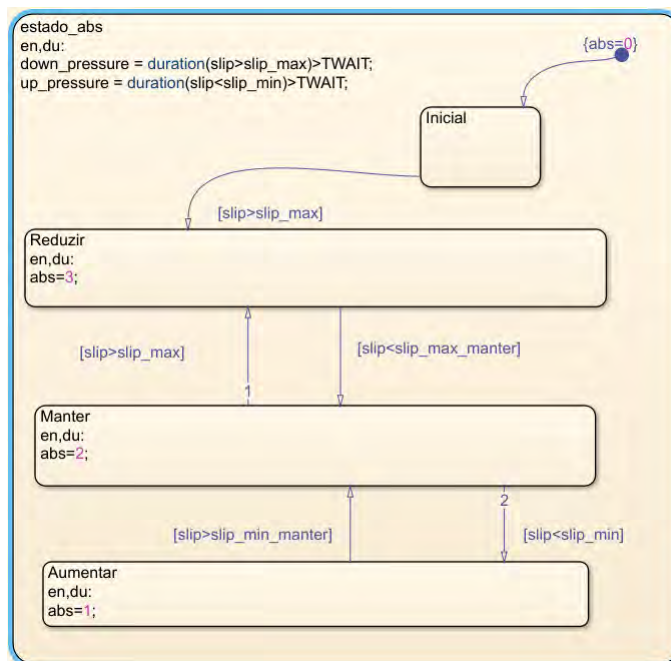 estado_abs
en,du:
down_pressure = duration(slip>slip_max)>TWAIT;
up_pressure = duration(slip<slip_min)>TWAIT;
{abs=0}
Inicial
[slip>slip_max]
Reduzir
en,du:
abs=3;
[slip>slip_max]
[slip<slip_max_manter]
1
Manter
en,du:
abs=2;
2
[slip>slip_min_manter]
[slip<slip_min]
Aumentar
en,du:
abs=1;